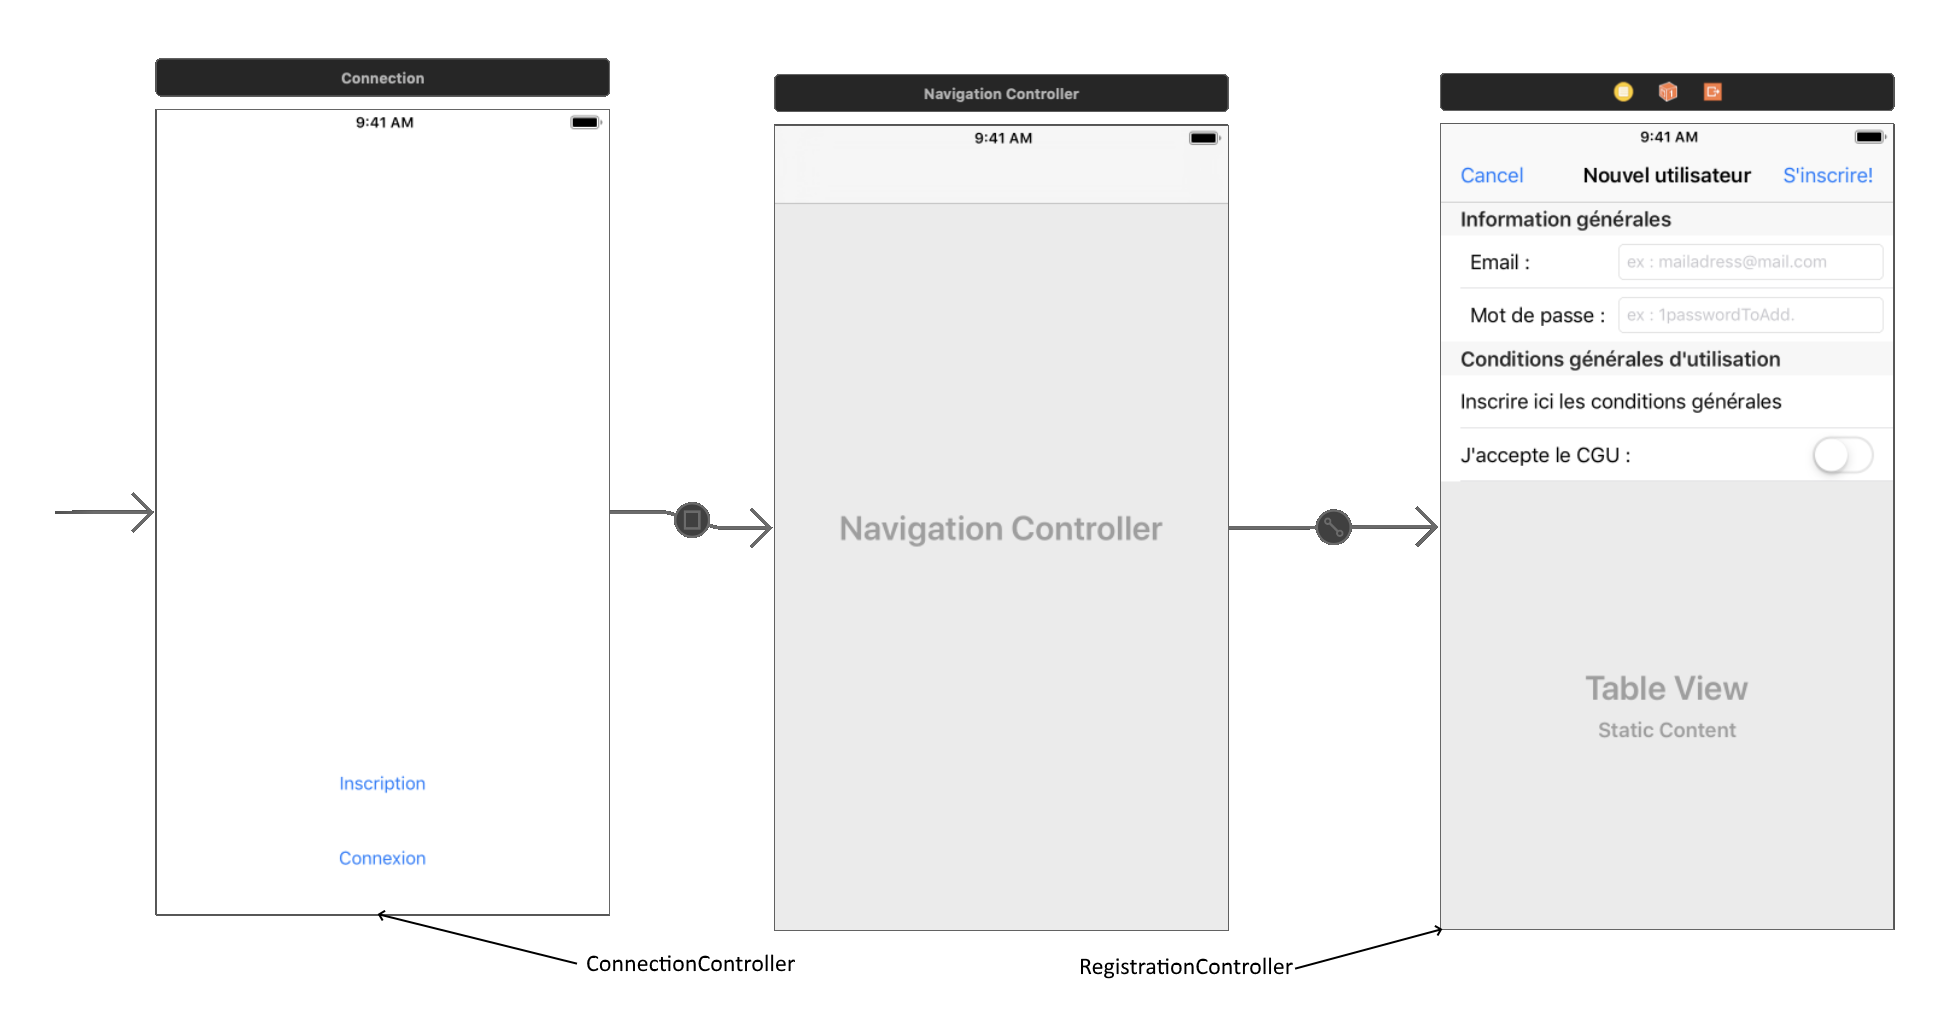 Connection
9:41 AM
Inscription
Connexion
ConnectionController
Navigation Controller
9:41 AM
Navigation Controller
9:41 AM
Cancel Nouvel utilisateur S'inscrire!
Information générales
Email : ex : mailadress@mail.com
Mot de passe : ex : 1passwordToAdd.
Conditions générales d'utilisation
Inscrire ici les conditions générales
J'accepte le CGU :
Table View
Static Content
RegistrationController